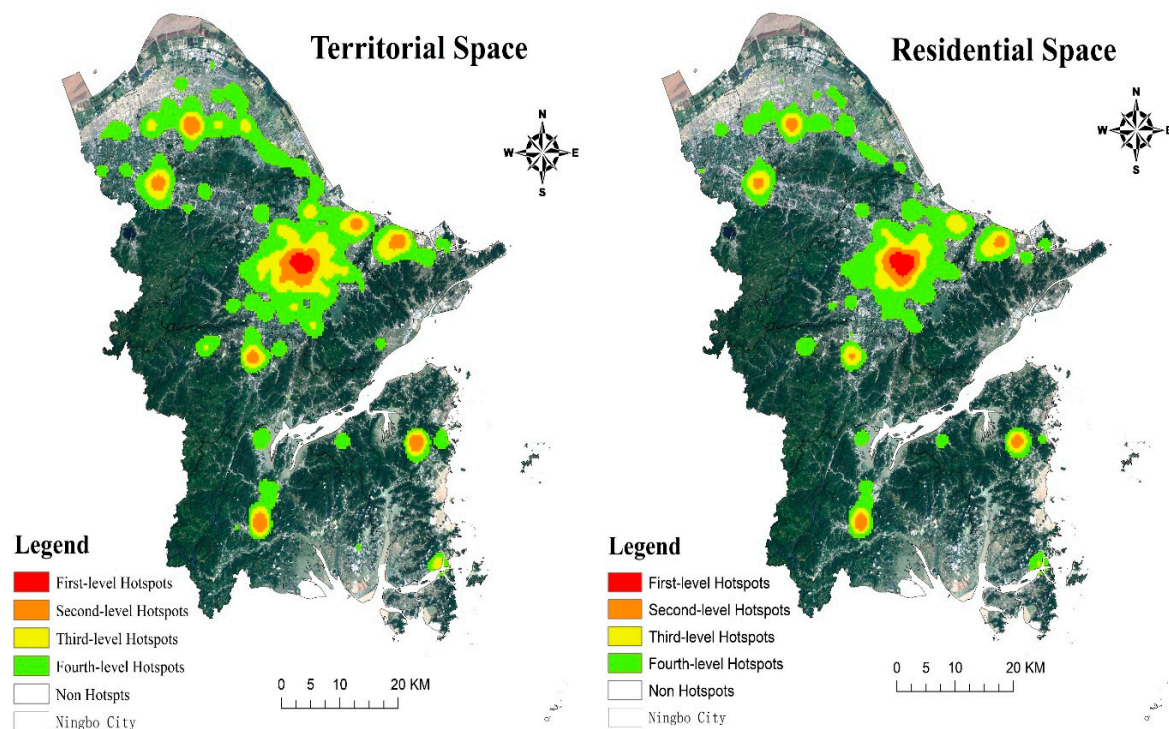 Territorial Space
N
W E
S
Legend
First-level Hotspots
Second-level Hotspots
Third-level Hotspots
Fourth-level Hotspots
Non Hotspts
Ningbo City
0 5 10 20 KM
Residential Space
N
W E
S
Legend
First-level Hotspots
Second-level Hotspots
Third-level Hotspots
Fourth-level Hotspots
Non Hotspots
Ningbo City
0 5 10 20 KM